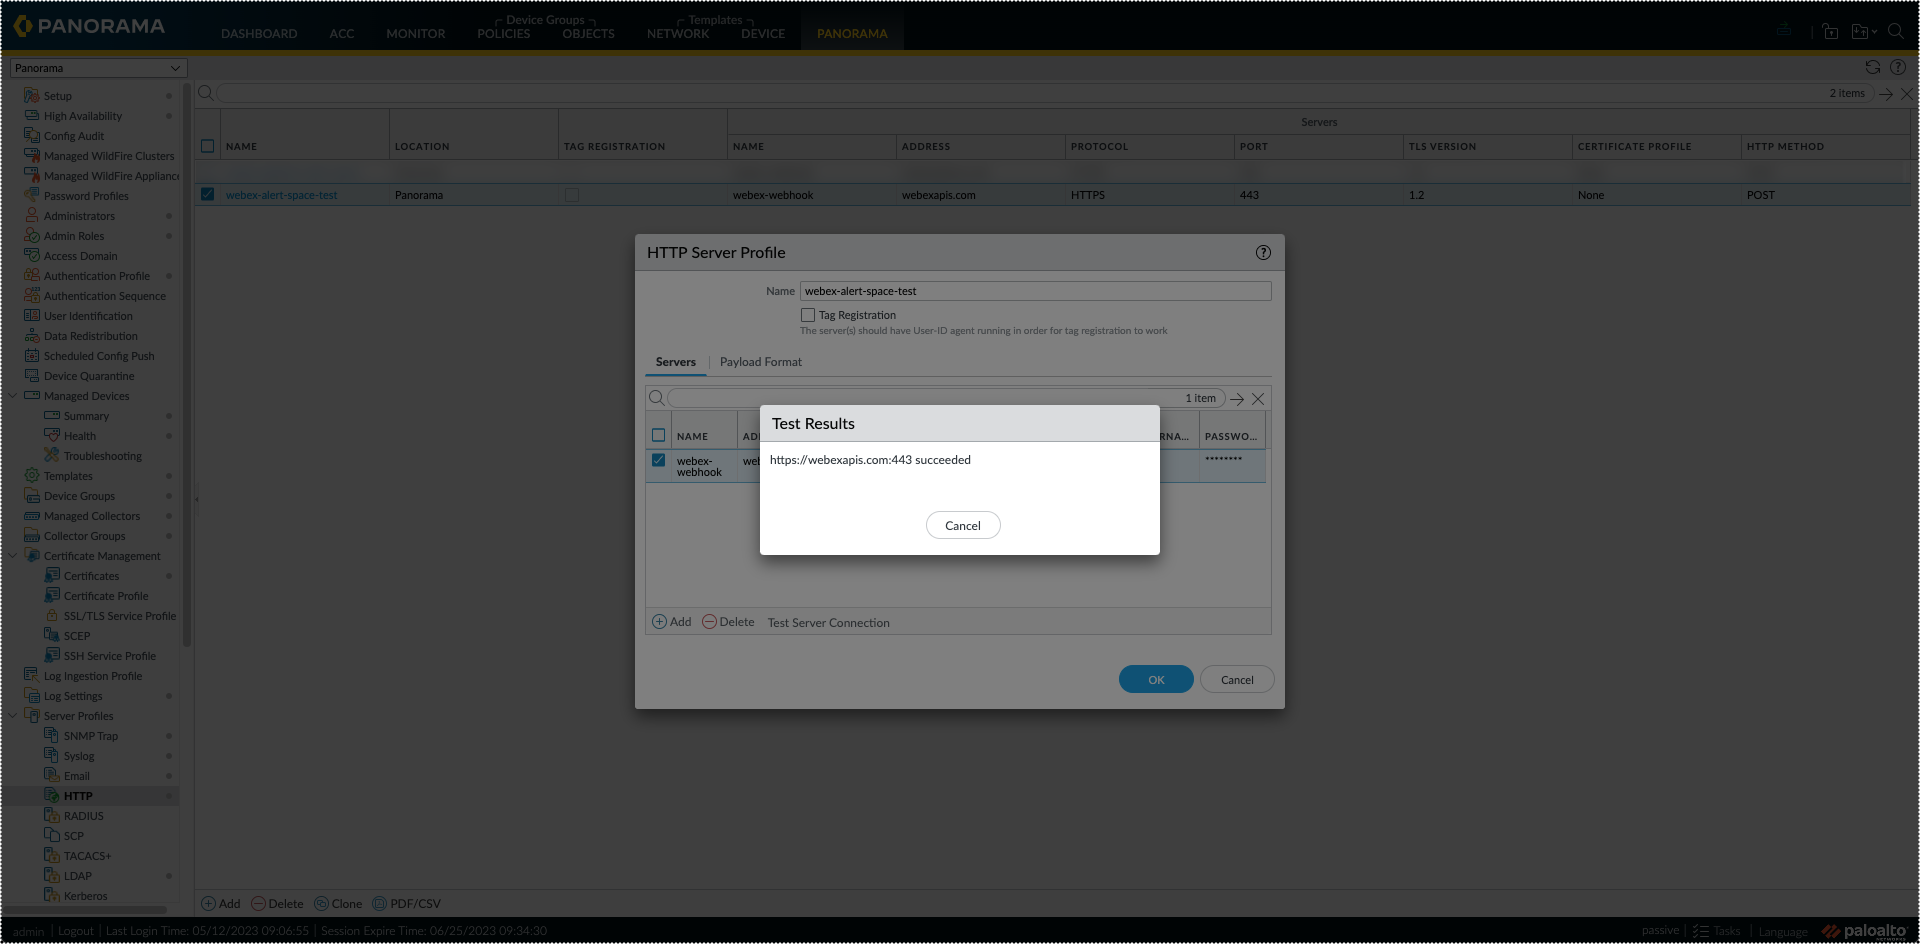 PANORAMA
Device Groups
Templates
DASHBOARD ACC MONITOR POLICIES OBJECTS NETWORK DEVICE PANORAMA
Panorama
2 items
Setup
High Availability
Config Audit
Managed WildFire Clusters
Managed WildFire Appliance
Password Profiles
Administrators
Admin Roles
Access Domain
Authentication Profile
Authentication Sequence
User Identification
Data Redistribution
Scheduled Config Push
Device Quarantine
Managed Devices
Summary
Health
Troubleshooting
Templates
Device Groups
Managed Collectors
Collector Groups
Certificate Management
Certificates
Certificate Profile
SSL/TLS Service Profile
SCEP
SSH Service Profile
Log Ingestion Profile
Log Settings
Server Profiles
SNMP Trap
Syslog
Email
HTTP
RADIUS
SCP
TACACS+
LDAP
Kerberos
Servers
NAME LOCATION TAG REGISTRATION NAME ADDRESS PROTOCOL PORT TLS VERSION CERTIFICATE PROFILE HTTP METHOD
webex-alert-space-test Panorama webex-webhook webexapis.com HTTPS 443 1.2 None POST
HTTP Server Profile
Name webex-alert-space-test
Tag Registration
The server(s) should have User-ID agent running in order for tag registration to work
Servers Payload Format
1 item
NAME AD RNA... PASSWO...
webex-webhook wel ********
Test Results
https://webexapis.com:443 succeeded
Cancel
Add Delete Test Server Connection
OK Cancel
Add Delete Clone PDF/CSV
admin | Logout | Last Login Time: 05/12/2023 09:06:55 | Session Expire Time: 06/25/2023 09:34:30
passive | Tasks | Language paloalto